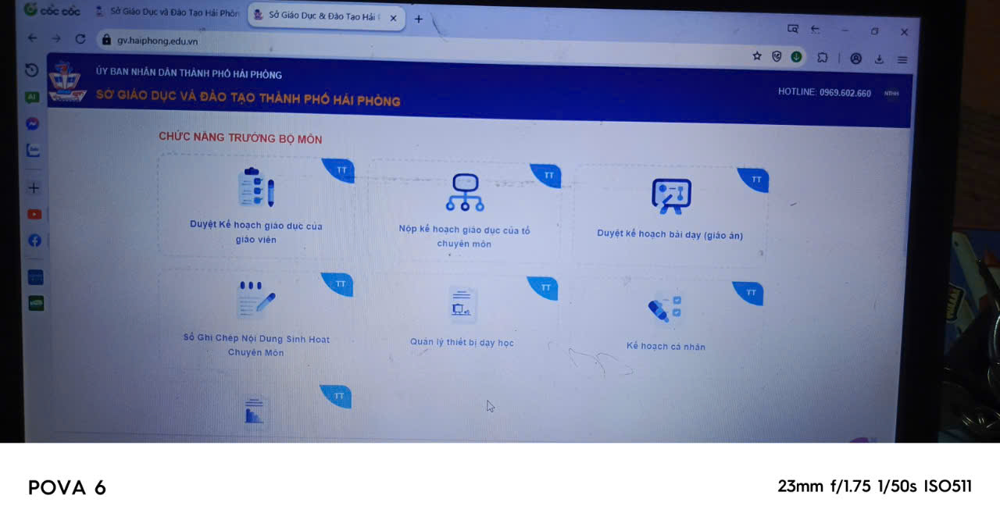 cốc cốc
Sở Giáo Dục và Đào Tạo Hải Phòn
Sở Giáo Dục & Đào Tạo Hải
gv.haiphong.edu.vn
ỦY BAN NHÂN DÂN THÀNH PHỐ HẢI PHÒNG
SỞ GIÁO DỤC VÀ ĐÀO TẠO THÀNH PHỐ HẢI PHÒNG
HOTLINE: 0969.602.660
NTHH
AI
CHỨC NĂNG TRƯỞNG BỘ MÔN
TT
TT
TT
Duyệt Kế hoạch giáo dục của
giáo viên
Nộp kế hoạch giáo dục của tổ
chuyên môn
Duyệt kế hoạch bài dạy (giáo án)
TT
TT
TT
Sổ Ghi Chép Nội Dung Sinh Hoạt
Chuyên Môn
Quản lý thiết bị dạy học
Kế hoạch cá nhân
TT
POVA 6
23mm f/1.75 1/50s ISO511